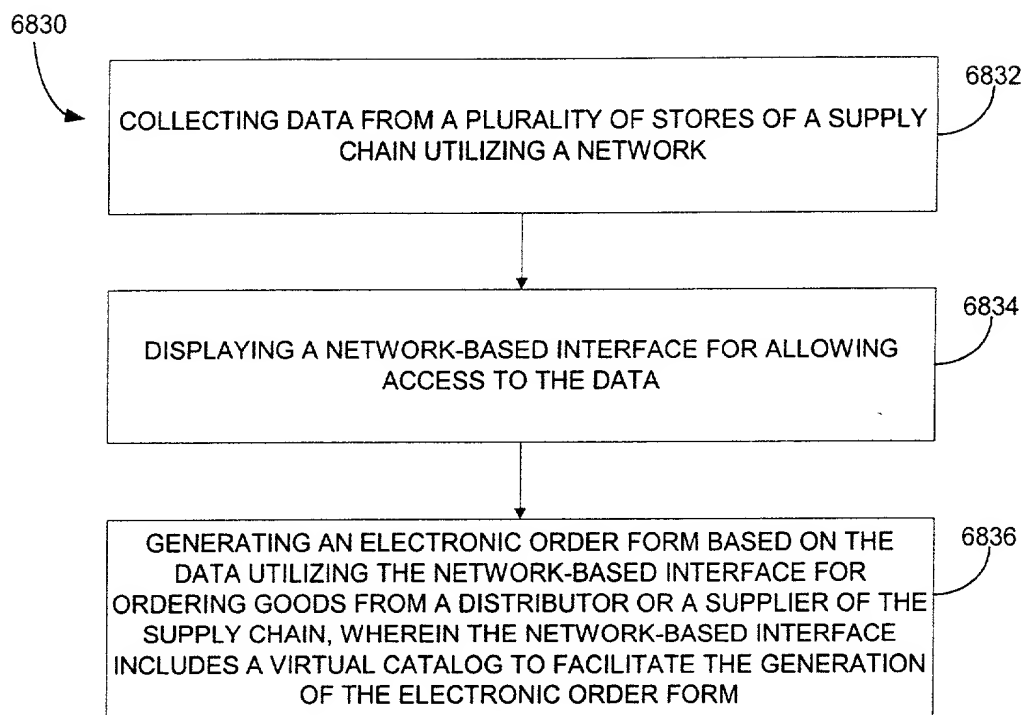 6830
6832
COLLECTING DATA FROM A PLURALITY OF STORES OF A SUPPLY
CHAIN UTILIZING A NETWORK
6834
DISPLAYING A NETWORK-BASED INTERFACE FOR ALLOWING
ACCESS TO THE DATA
6836
GENERATING AN ELECTRONIC ORDER FORM BASED ON THE
DATA UTILIZING THE NETWORK-BASED INTERFACE FOR
ORDERING GOODS FROM A DISTRIBUTOR OR A SUPPLIER OF THE
SUPPLY CHAIN, WHEREIN THE NETWORK-BASED INTERFACE
INCLUDES A VIRTUAL CATALOG TO FACILITATE THE GENERATION
OF THE ELECTRONIC ORDER FORM